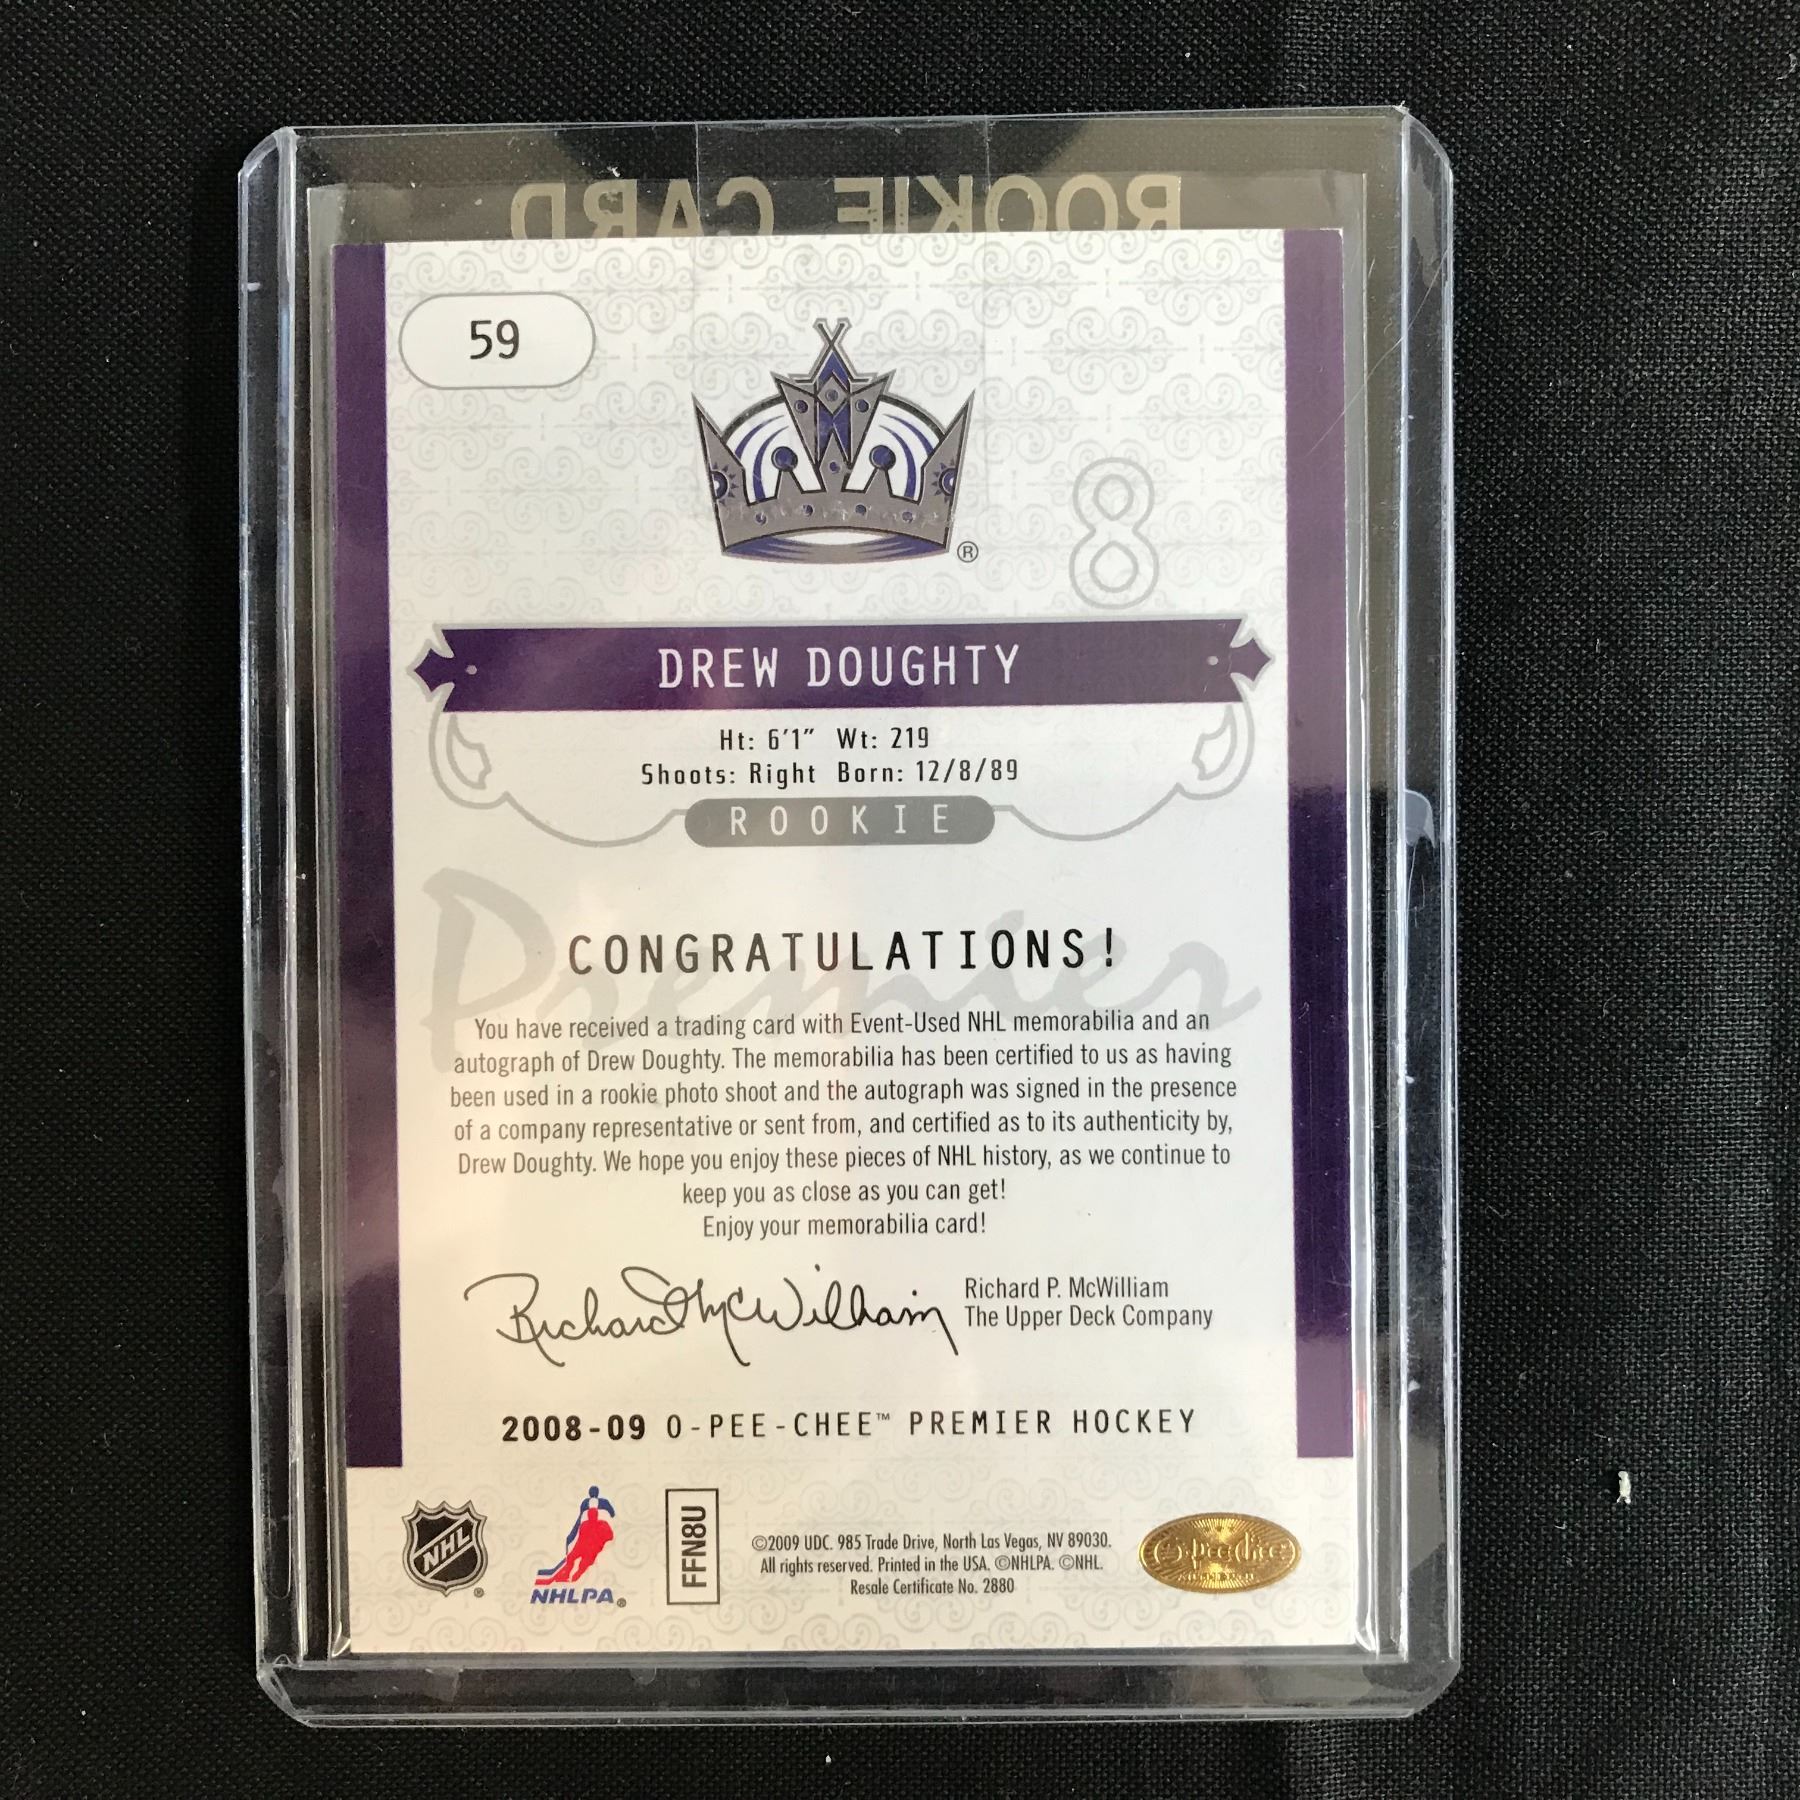 ROOKIE CARD
59
8
®
DREW DOUGHTY
Ht: 6'1" Wt: 219
Shoots: Right Born: 12/8/89
ROOKIE
Premier
CONGRATULATIONS!
You have received a trading card with Event-Used NHL memorabilia and an
autograph of Drew Doughty. The memorabilia has been certified to us as having
been used in a rookie photo shoot and the autograph was signed in the presence
of a company representative or sent from, and certified as to its authenticity by,
Drew Doughty. We hope you enjoy these pieces of NHL history, as we continue to
keep you as close as you can get!
Enjoy your memorabilia card!
Richard McWilliam
Richard P. McWilliam
The Upper Deck Company
2008-09 O-PEE-CHEE™ PREMIER HOCKEY
NHL®
NHLPA®
FFN8U
©2009 UDC. 985 Trade Drive, North Las Vegas, NV 89030.
All rights reserved. Printed in the USA. ©NHLPA. ©NHL.
Resale Certificate No. 2880
O-Pee-Chee